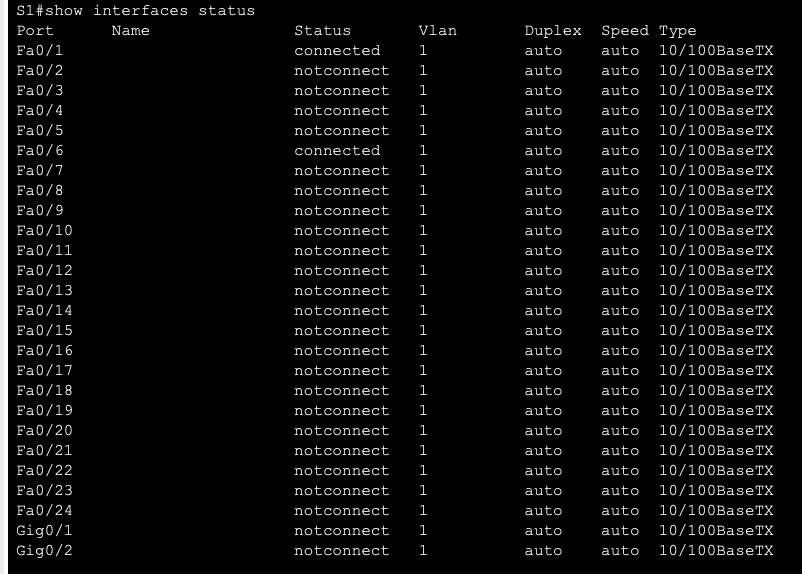 S1#show interfaces status
Port      Name               Status       Vlan       Duplex  Speed Type
Fa0/1                        connected    1          auto    auto  10/100BaseTX
Fa0/2                        notconnect   1          auto    auto  10/100BaseTX
Fa0/3                        notconnect   1          auto    auto  10/100BaseTX
Fa0/4                        notconnect   1          auto    auto  10/100BaseTX
Fa0/5                        notconnect   1          auto    auto  10/100BaseTX
Fa0/6                        connected    1          auto    auto  10/100BaseTX
Fa0/7                        notconnect   1          auto    auto  10/100BaseTX
Fa0/8                        notconnect   1          auto    auto  10/100BaseTX
Fa0/9                        notconnect   1          auto    auto  10/100BaseTX
Fa0/10                       notconnect   1          auto    auto  10/100BaseTX
Fa0/11                       notconnect   1          auto    auto  10/100BaseTX
Fa0/12                       notconnect   1          auto    auto  10/100BaseTX
Fa0/13                       notconnect   1          auto    auto  10/100BaseTX
Fa0/14                       notconnect   1          auto    auto  10/100BaseTX
Fa0/15                       notconnect   1          auto    auto  10/100BaseTX
Fa0/16                       notconnect   1          auto    auto  10/100BaseTX
Fa0/17                       notconnect   1          auto    auto  10/100BaseTX
Fa0/18                       notconnect   1          auto    auto  10/100BaseTX
Fa0/19                       notconnect   1          auto    auto  10/100BaseTX
Fa0/20                       notconnect   1          auto    auto  10/100BaseTX
Fa0/21                       notconnect   1          auto    auto  10/100BaseTX
Fa0/22                       notconnect   1          auto    auto  10/100BaseTX
Fa0/23                       notconnect   1          auto    auto  10/100BaseTX
Fa0/24                       notconnect   1          auto    auto  10/100BaseTX
Gig0/1                       notconnect   1          auto    auto  10/100BaseTX
Gig0/2                       notconnect   1          auto    auto  10/100BaseTX